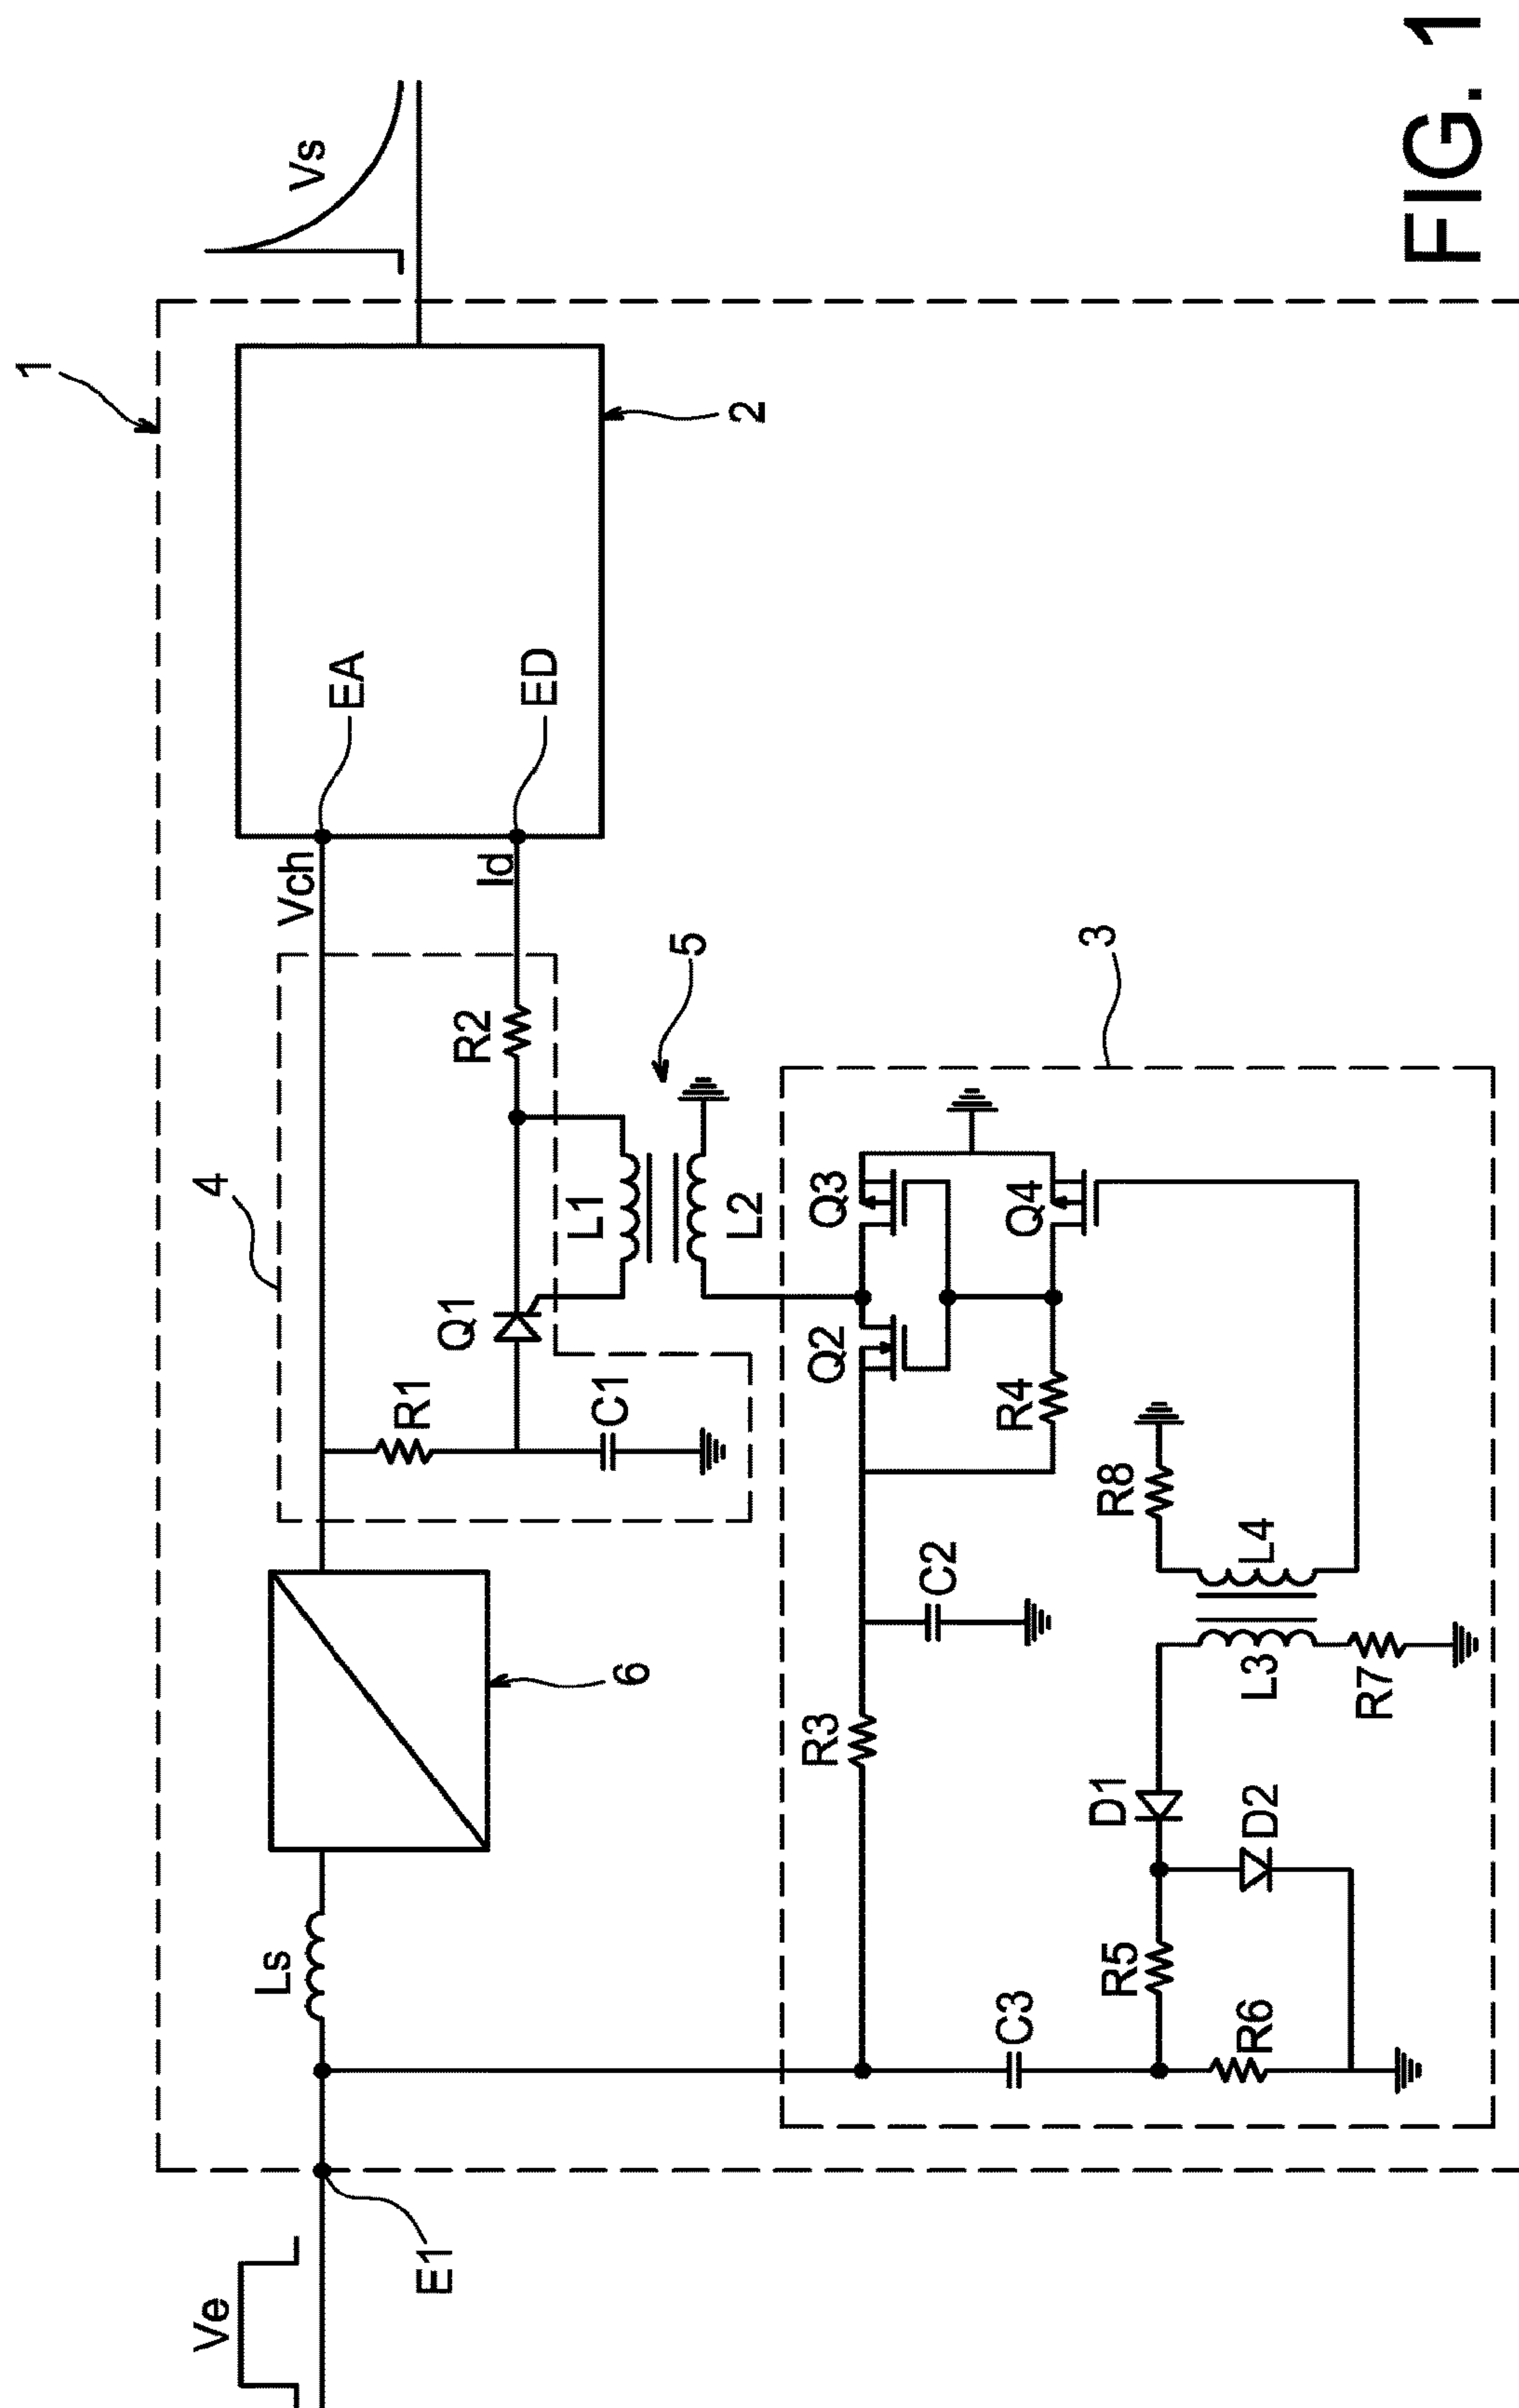 Ve
E1
Ls
6
4
R1
C1
Q1
R2
L1
L2
5
Vch
Id
EA
ED
1
2
Vs
3
R3
C2
Q2
Q3
R4
Q4
C3
R5
R6
D1
D2
L3
L4
R7
R8
FIG. 1